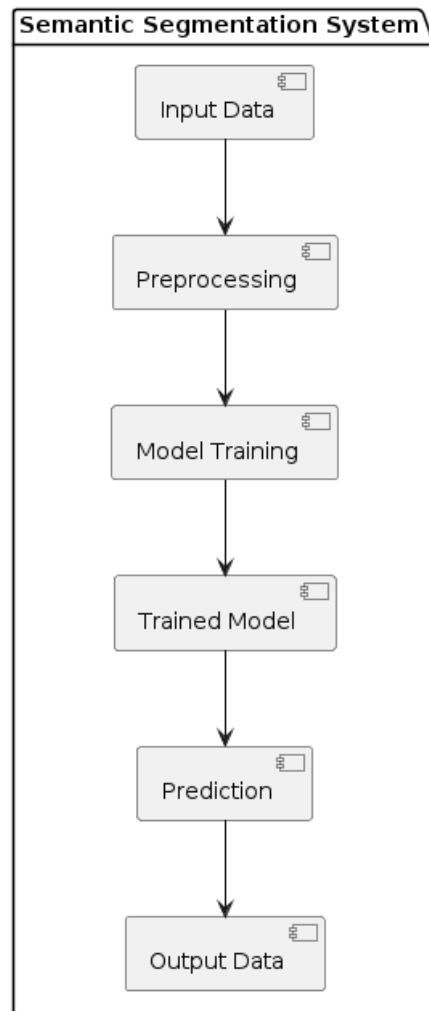 Semantic Segmentation System
Input Data
Preprocessing
Model Training
Trained Model
Prediction
Output Data